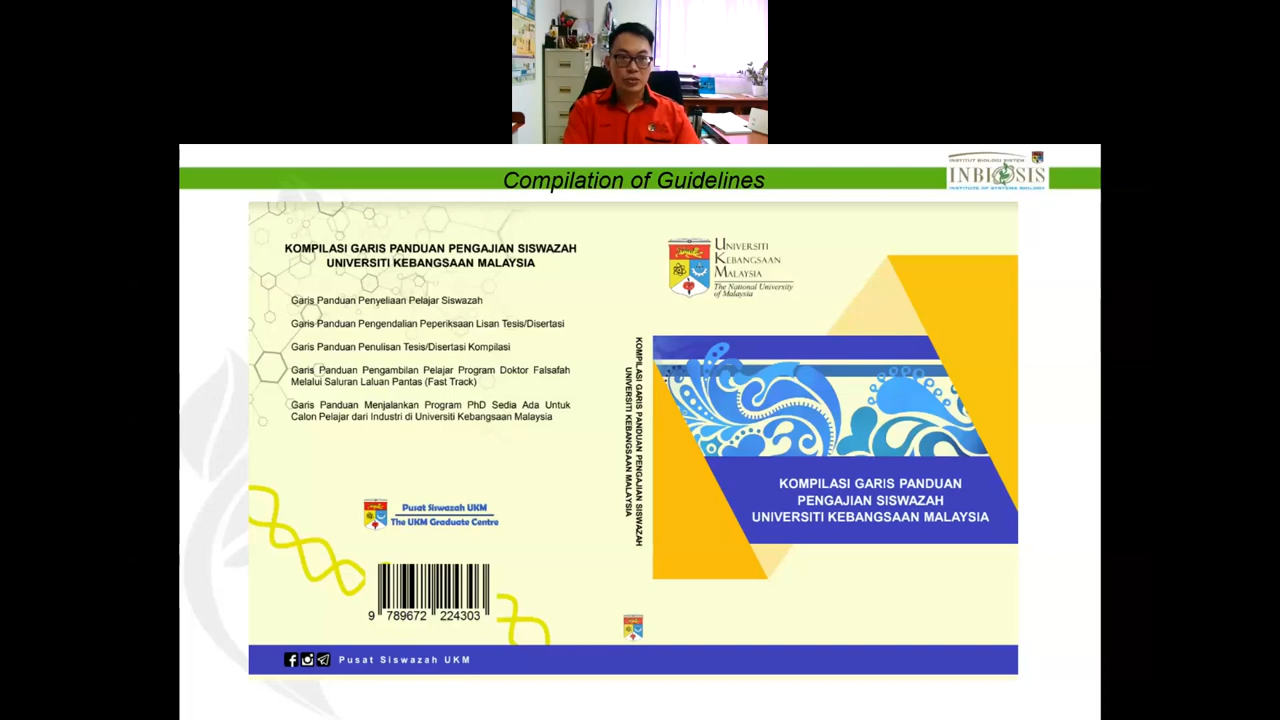 Compilation of Guidelines
INSTITUT BIOLOGI SISTEM
INBIOSIS
INSTITUTE OF SYSTEMS BIOLOGY
KOMPILASI GARIS PANDUAN PENGAJIAN SISWAZAH
UNIVERSITI KEBANGSAAN MALAYSIA
Garis Panduan Penyeliaan Pelajar Siswazah
Garis Panduan Pengendalian Peperiksaan Lisan Tesis/Disertasi
Garis Panduan Penulisan Tesis/Disertasi Kompilasi
Garis Panduan Pengambilan Pelajar Program Doktor Falsafah
Melalui Saluran Laluan Pantas (Fast Track)
Garis Panduan Menjalankan Program PhD Sedia Ada Untuk
Calon Pelajar dari Industri di Universiti Kebangsaan Malaysia
Pusat Siswazah UKM
The UKM Graduate Centre
9 789672 224303
Pusat Siswazah UKM
KOMPILASI GARIS PANDUAN PENGAJIAN SISWAZAH
UNIVERSITI KEBANGSAAN MALAYSIA
UNIVERSITI
KEBANGSAAN
MALAYSIA
The National University
of Malaysia
KOMPILASI GARIS PANDUAN
PENGAJIAN SISWAZAH
UNIVERSITI KEBANGSAAN MALAYSIA